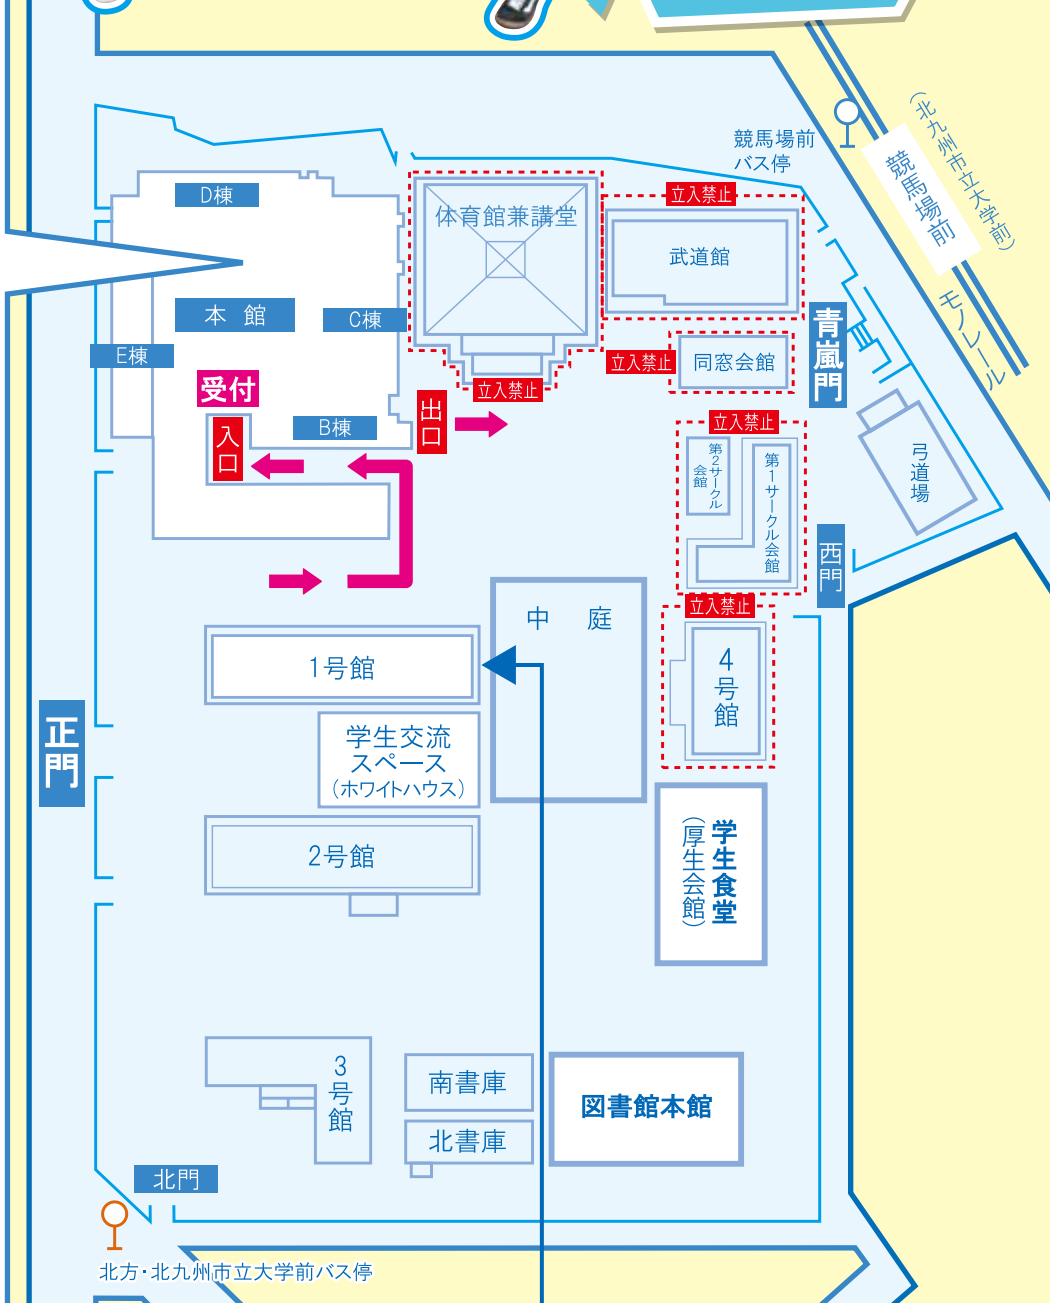 競馬場前
バス停
(北九州市立大学前)
競馬場前
モノレール
D棟
体育館兼講堂
立入禁止
武道館
本 館
C棟
E棟
受付
入口
B棟
出口
立入禁止
立入禁止
同窓会館
青嵐門
立入禁止
第2サークル
会館
第1サークル会館
弓道場
西門
立入禁止
中 庭
4号館
1号館
学生交流
スペース
(ホワイトハウス)
正門
2号館
学生食堂
(厚生会館)
3号館
南書庫
北書庫
図書館本館
北門
北方・北九州市立大学前バス停